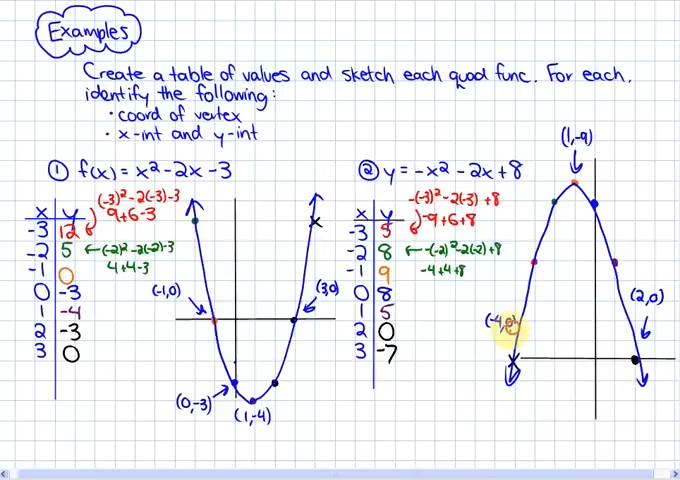 Examples
Create a table of values and sketch each quad func. For each,
identify the following:
• coord of vertex
• x-int and y-int
① f(x) = x² - 2x - 3
x y
-3 12
-2 5
-1 0
0 -3
1 -4
2 -3
3 0
(-3)² -2(-3) -3
9+6-3
←(-2)² -2(-2) -3
4+4-3
(-1,0)
(3,0)
(0,-3)
(1,-4)
② y = -x² - 2x + 8
x y
-3 5
-2 8
-1 9
0 8
1 5
2 0
3 -7
-(-3)² -2(-3) +8
-9+6+8
←-(-2)² -2(-2) +8
-4+4+8
(1,-9)
(-4,0)
(2,0)